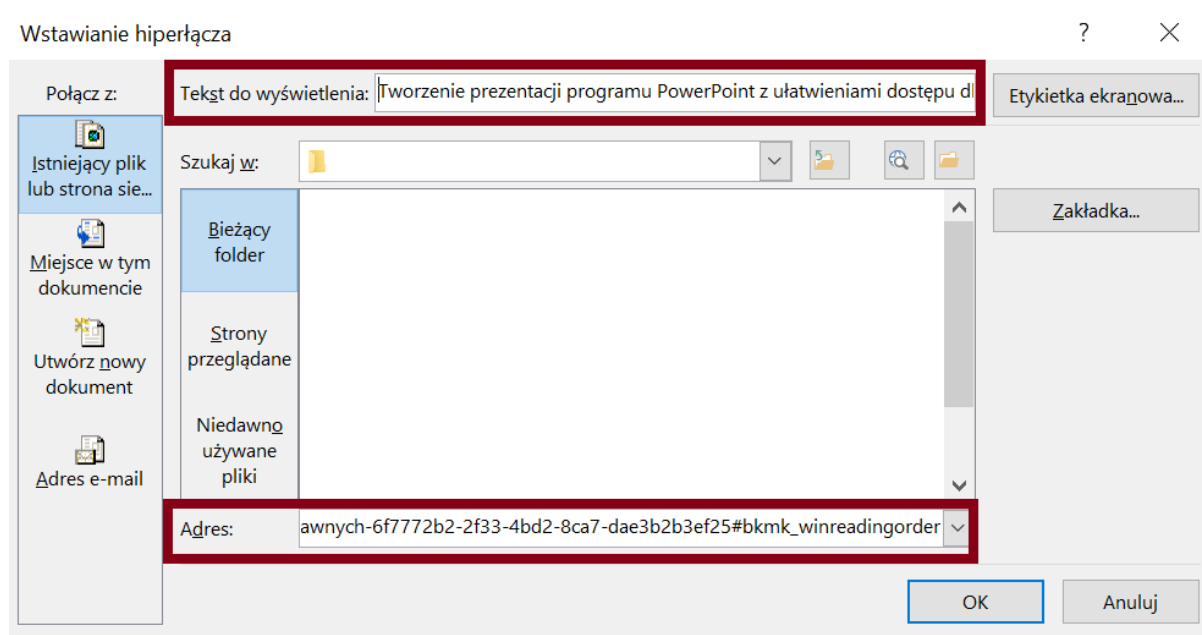 Wstawianie hiperłącza
?
Połącz z:
Tekst do wyświetlenia: Tworzenie prezentacji programu PowerPoint z ułatwieniami dostępu dl
Etykietka ekranowa...
Istniejący plik
lub strona sie...
Szukaj w:
Bieżący
folder
Zakładka...
Miejsce w tym
dokumencie
Strony
przeglądane
Utwórz nowy
dokument
Niedawno
używane
pliki
Adres e-mail
Adres: awnych-6f7772b2-2f33-4bd2-8ca7-dae3b2b3ef25#bkmk_winreadingorder
OK
Anuluj